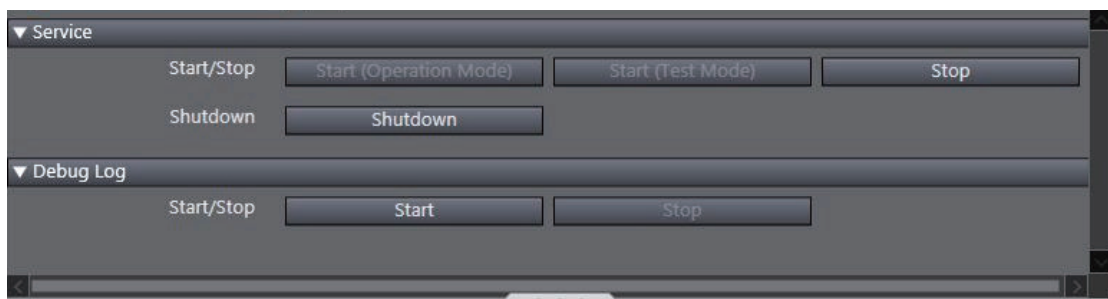 ▼ Service
Start/Stop Start (Operation Mode) Start (Test Mode) Stop
Shutdown Shutdown
▼ Debug Log
Start/Stop Start Stop